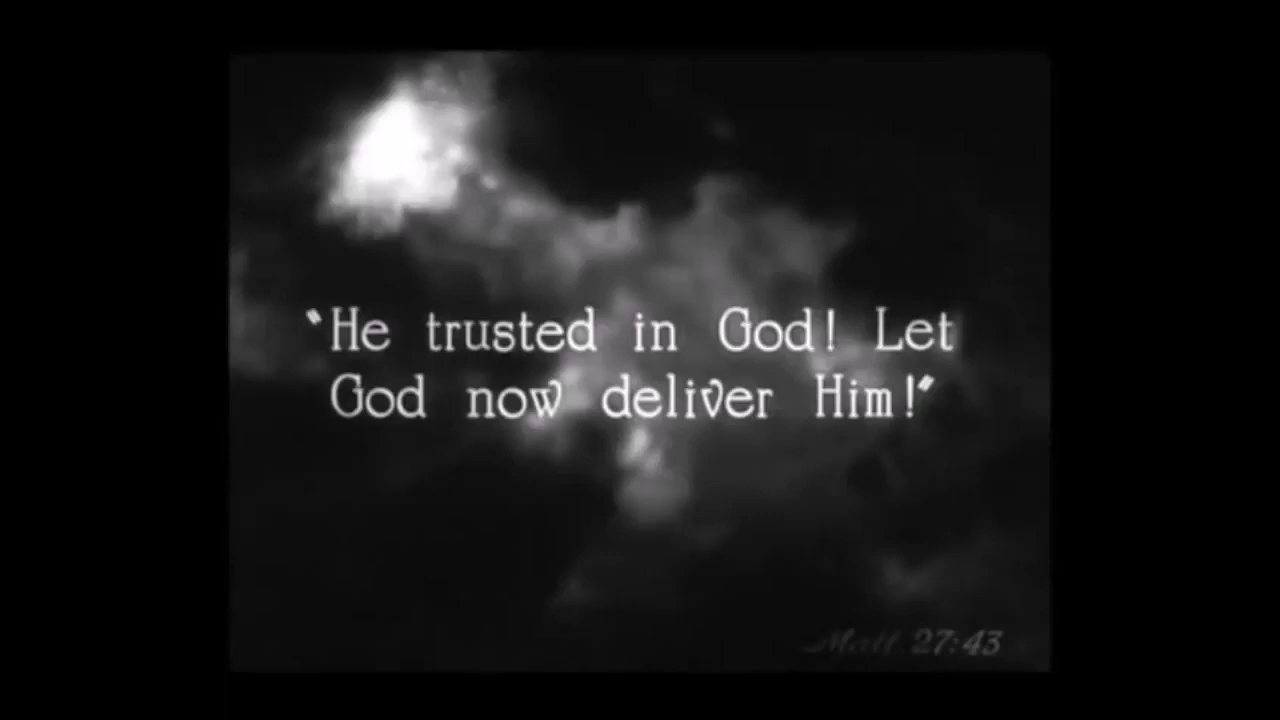 “He trusted in God! Let
God now deliver Him!”
Matt. 27:43